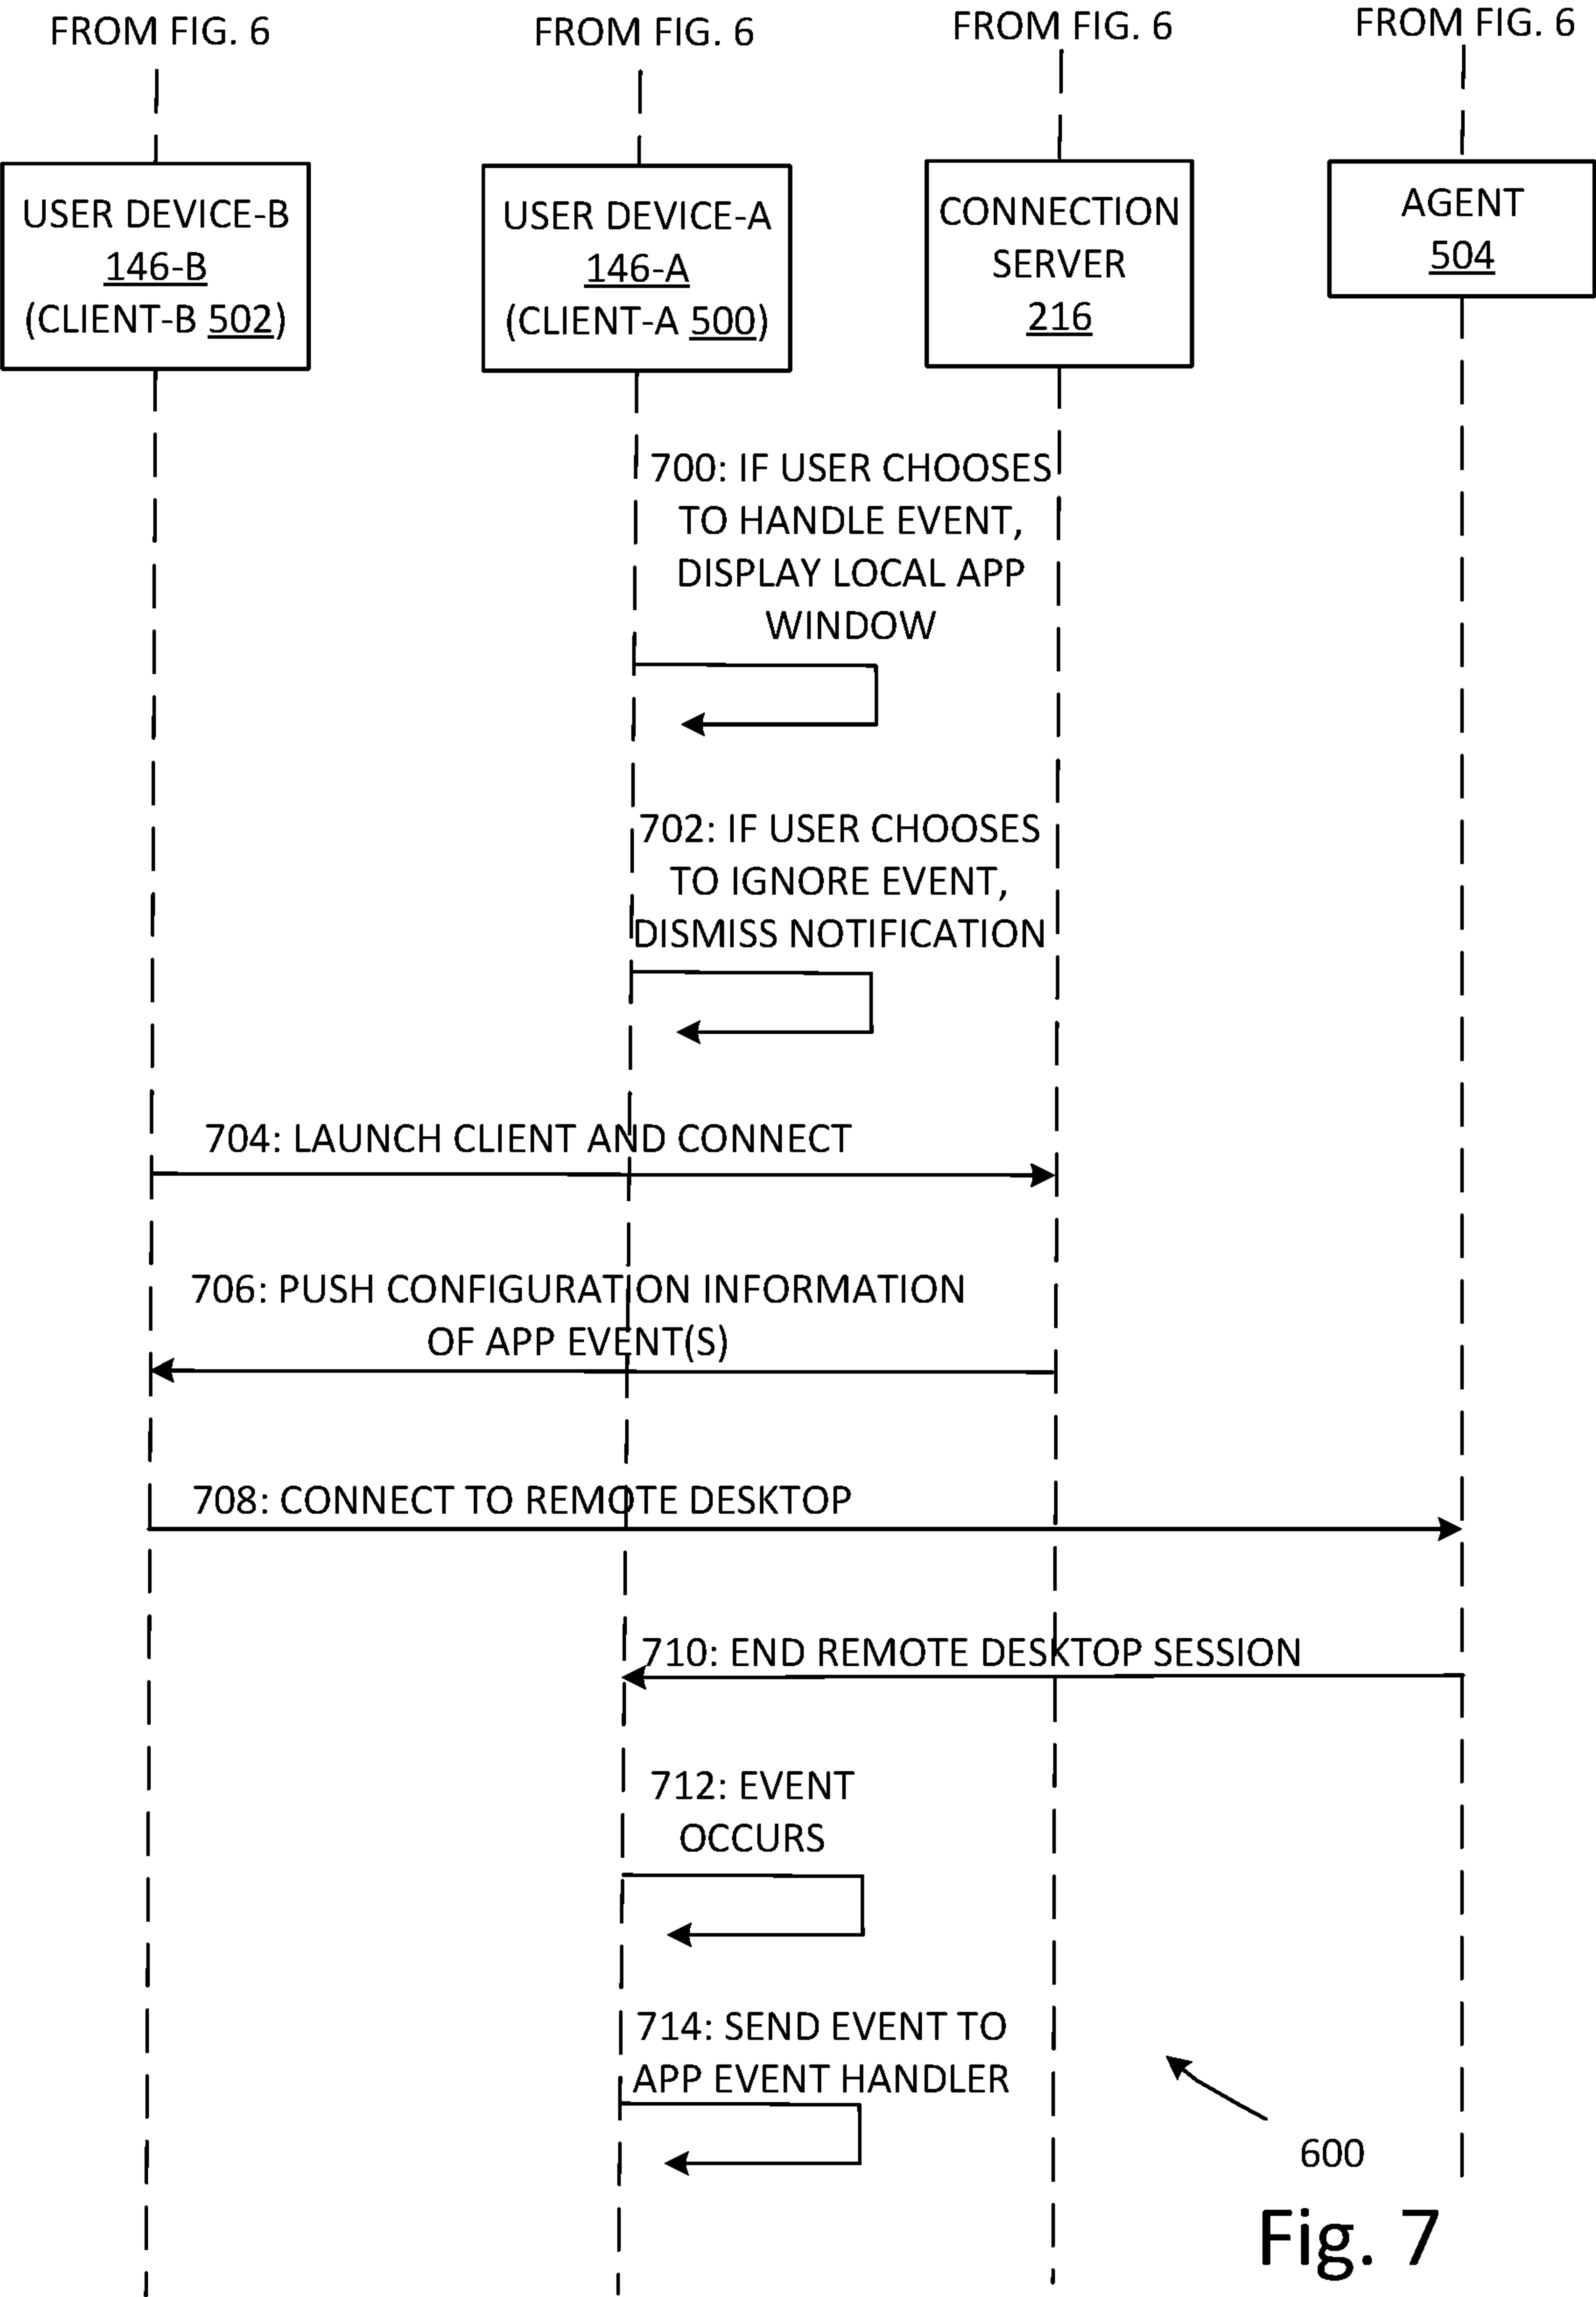 FROM FIG. 6
FROM FIG. 6
FROM FIG. 6
FROM FIG. 6
USER DEVICE-B
146-B
(CLIENT-B 502)
USER DEVICE-A
146-A
(CLIENT-A 500)
CONNECTION
SERVER
216
AGENT
504
700: IF USER CHOOSES
TO HANDLE EVENT,
DISPLAY LOCAL APP
WINDOW
702: IF USER CHOOSES
TO IGNORE EVENT,
DISMISS NOTIFICATION
704: LAUNCH CLIENT AND CONNECT
706: PUSH CONFIGURATION INFORMATION
OF APP EVENT(S)
708: CONNECT TO REMOTE DESKTOP
710: END REMOTE DESKTOP SESSION
712: EVENT
OCCURS
714: SEND EVENT TO
APP EVENT HANDLER
600
Fig. 7